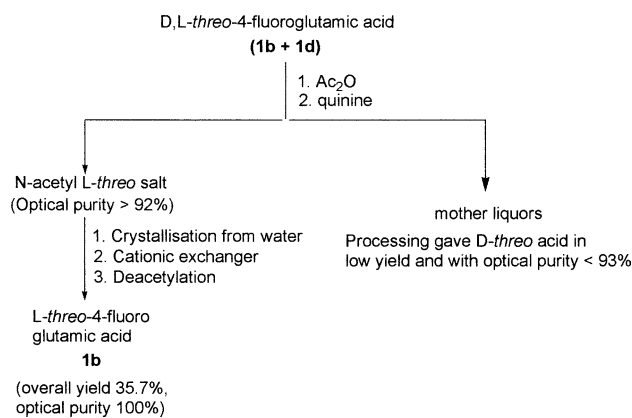 D,L-threo-4-fluoroglutamic acid
(1b + 1d)
1. Ac₂O
2. quinine
N-acetyl L-threo salt
(Optical purity > 92%)
1. Crystallisation from water
2. Cationic exchanger
3. Deacetylation
L-threo-4-fluoro
glutamic acid
1b
(overall yield 35.7%,
optical purity 100%)
mother liquors
Processing gave D-threo acid in
low yield and with optical purity < 93%